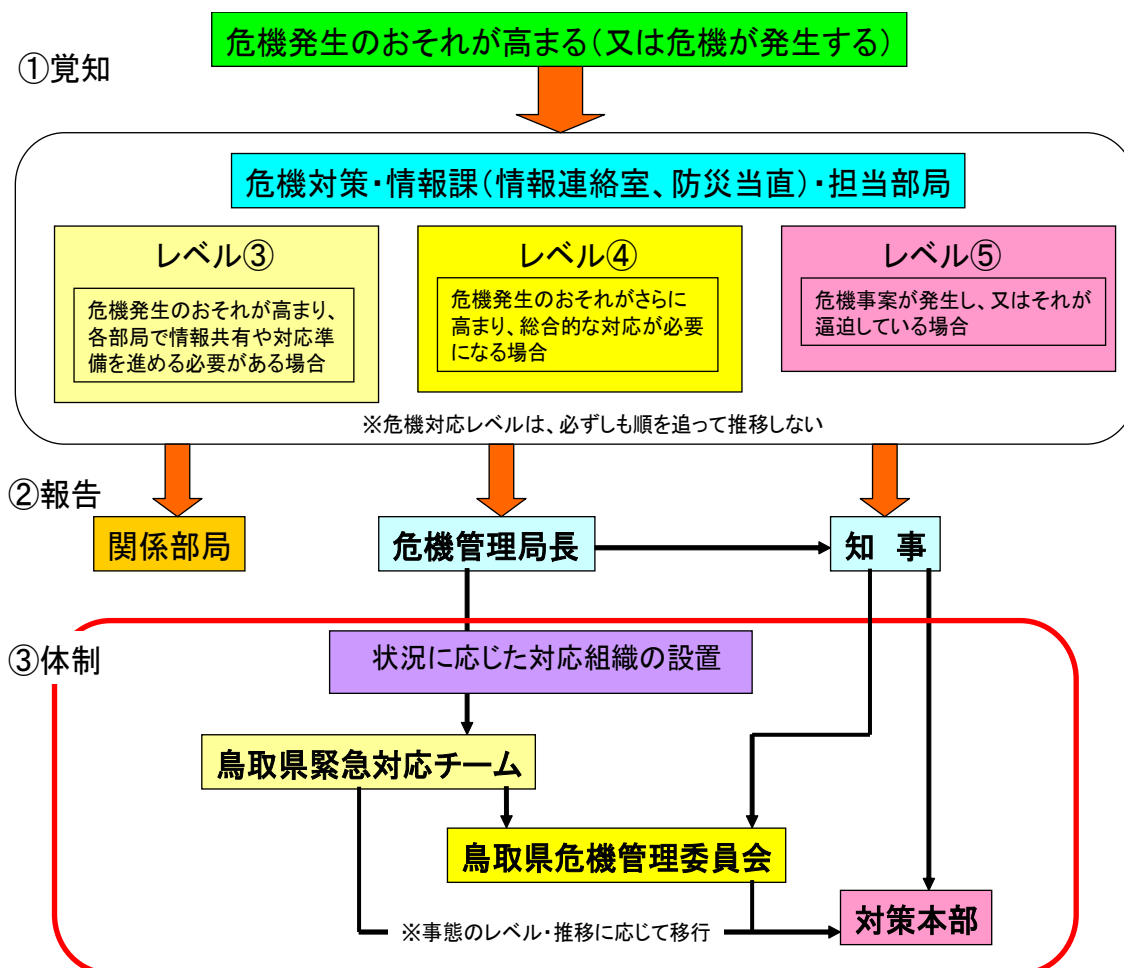 危機発生のおそれが高まる(又は危機が発生する)
①覚知
危機対策・情報課(情報連絡室、防災当直)・担当部局
レベル③
危機発生のおそれが高まり、
各部局で情報共有や対応準
備を進める必要がある場合
レベル④
危機発生のおそれがさらに
高まり、総合的な対応が必要
になる場合
レベル⑤
危機事案が発生し、又はそれが
逼迫している場合
※危機対応レベルは、必ずしも順を追って推移しない
②報告
関係部局
危機管理局長
知 事
③体制
状況に応じた対応組織の設置
鳥取県緊急対応チーム
鳥取県危機管理委員会
対策本部
※事態のレベル・推移に応じて移行